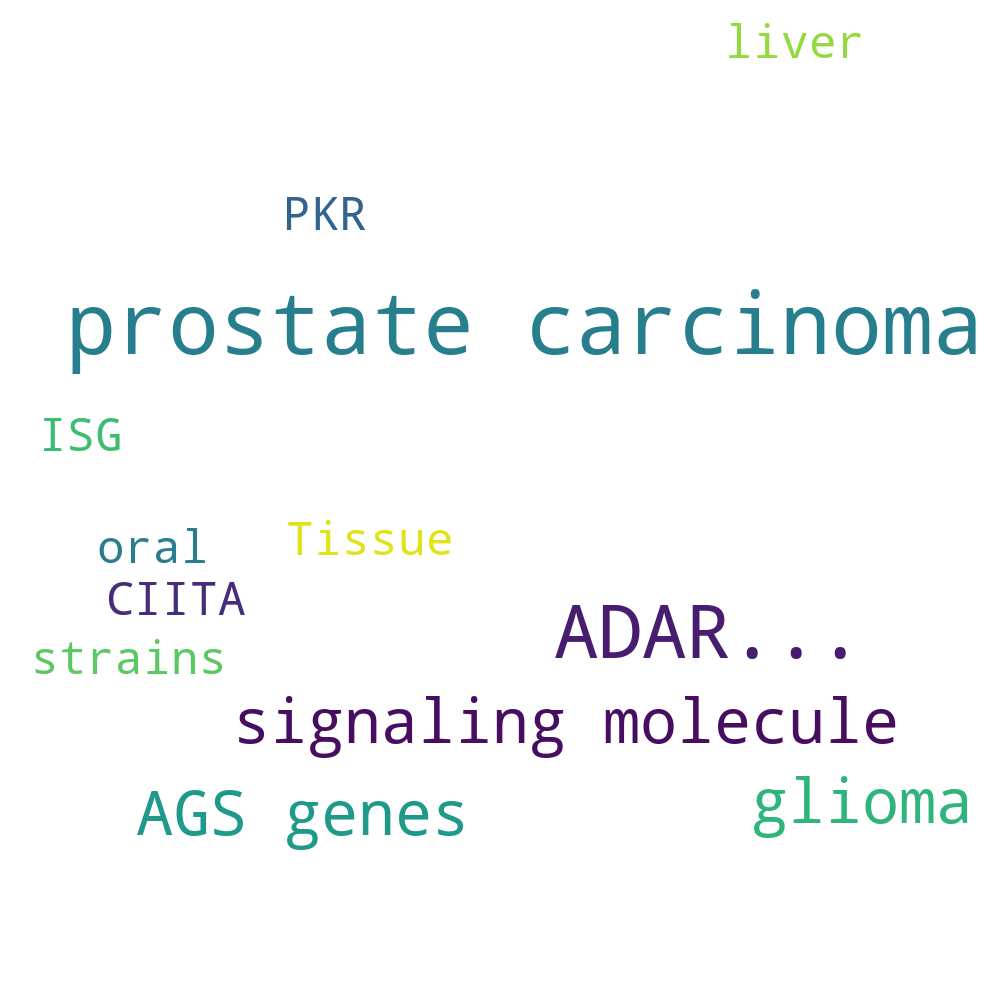 liver
PKR
prostate carcinoma
ISG
oral
Tissue
CIITA
ADAR...
strains
signaling molecule
AGS genes
glioma